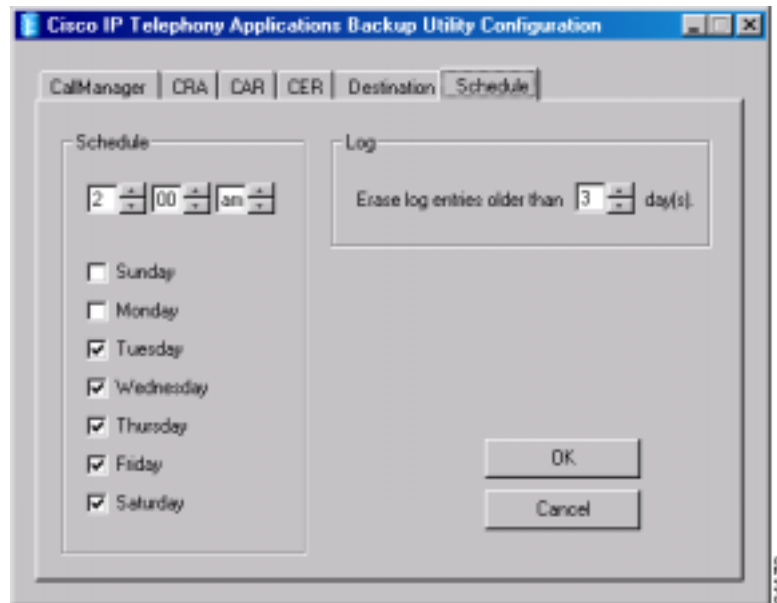 Cisco IP Telephony Applications Backup Utility Configuration
CallManager CRA CAR CER Destination Schedule
Schedule
2 00 am
Sunday
Monday
Tuesday
Wednesday
Thursday
Friday
Saturday
Log
Erase log entries older than 3 day(s).
OK
Cancel